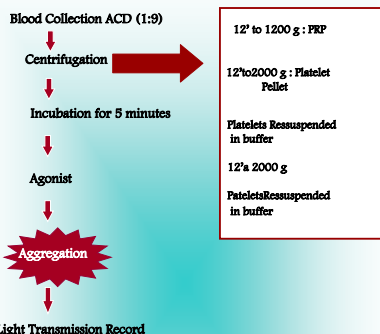 Blood Collection ACD (1:9)
Centrifugation
Incubation for 5 minutes
Agonist
Aggregation
Light Transmission Record
12' to 1200 g : PRP
12'to2000 g : Platelet
Pellet
Platelets Ressuspended
in buffer
12'a 2000 g
PateletsRessuspended
in buffer